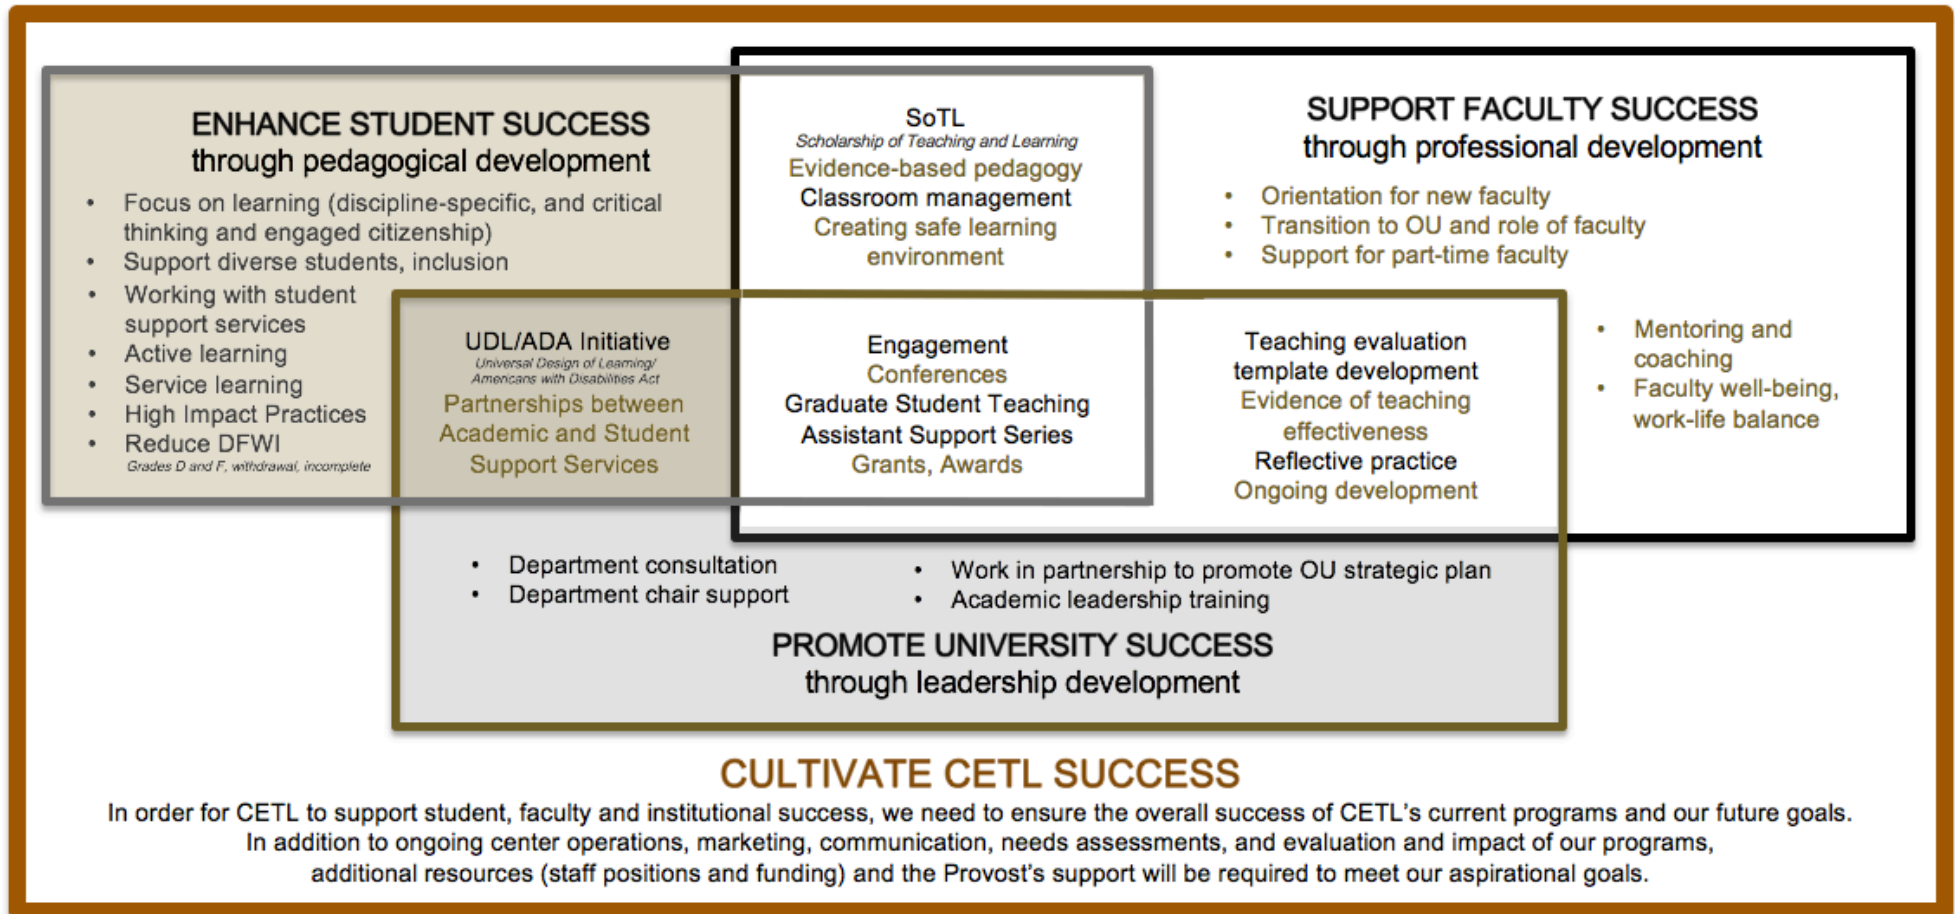 ENHANCE STUDENT SUCCESS
through pedagogical development
• Focus on learning (discipline-specific, and critical
thinking and engaged citizenship)
• Support diverse students, inclusion
• Working with student
support services
• Active learning
• Service learning
• High Impact Practices
• Reduce DFWI
Grades D and F, withdrawal, incomplete
SoTL
Scholarship of Teaching and Learning
Evidence-based pedagogy
Classroom management
Creating safe learning
environment
SUPPORT FACULTY SUCCESS
through professional development
• Orientation for new faculty
• Transition to OU and role of faculty
• Support for part-time faculty
• Mentoring and
coaching
• Faculty well-being,
work-life balance
UDL/ADA Initiative
Universal Design of Learning/
Americans with Disabilities Act
Partnerships between
Academic and Student
Support Services
Engagement
Conferences
Graduate Student Teaching
Assistant Support Series
Grants, Awards
Teaching evaluation
template development
Evidence of teaching
effectiveness
Reflective practice
Ongoing development
• Department consultation
• Department chair support
• Work in partnership to promote OU strategic plan
• Academic leadership training
PROMOTE UNIVERSITY SUCCESS
through leadership development
CULTIVATE CETL SUCCESS
In order for CETL to support student, faculty and institutional success, we need to ensure the overall success of CETL's current programs and our future goals.
In addition to ongoing center operations, marketing, communication, needs assessments, and evaluation and impact of our programs,
additional resources (staff positions and funding) and the Provost's support will be required to meet our aspirational goals.